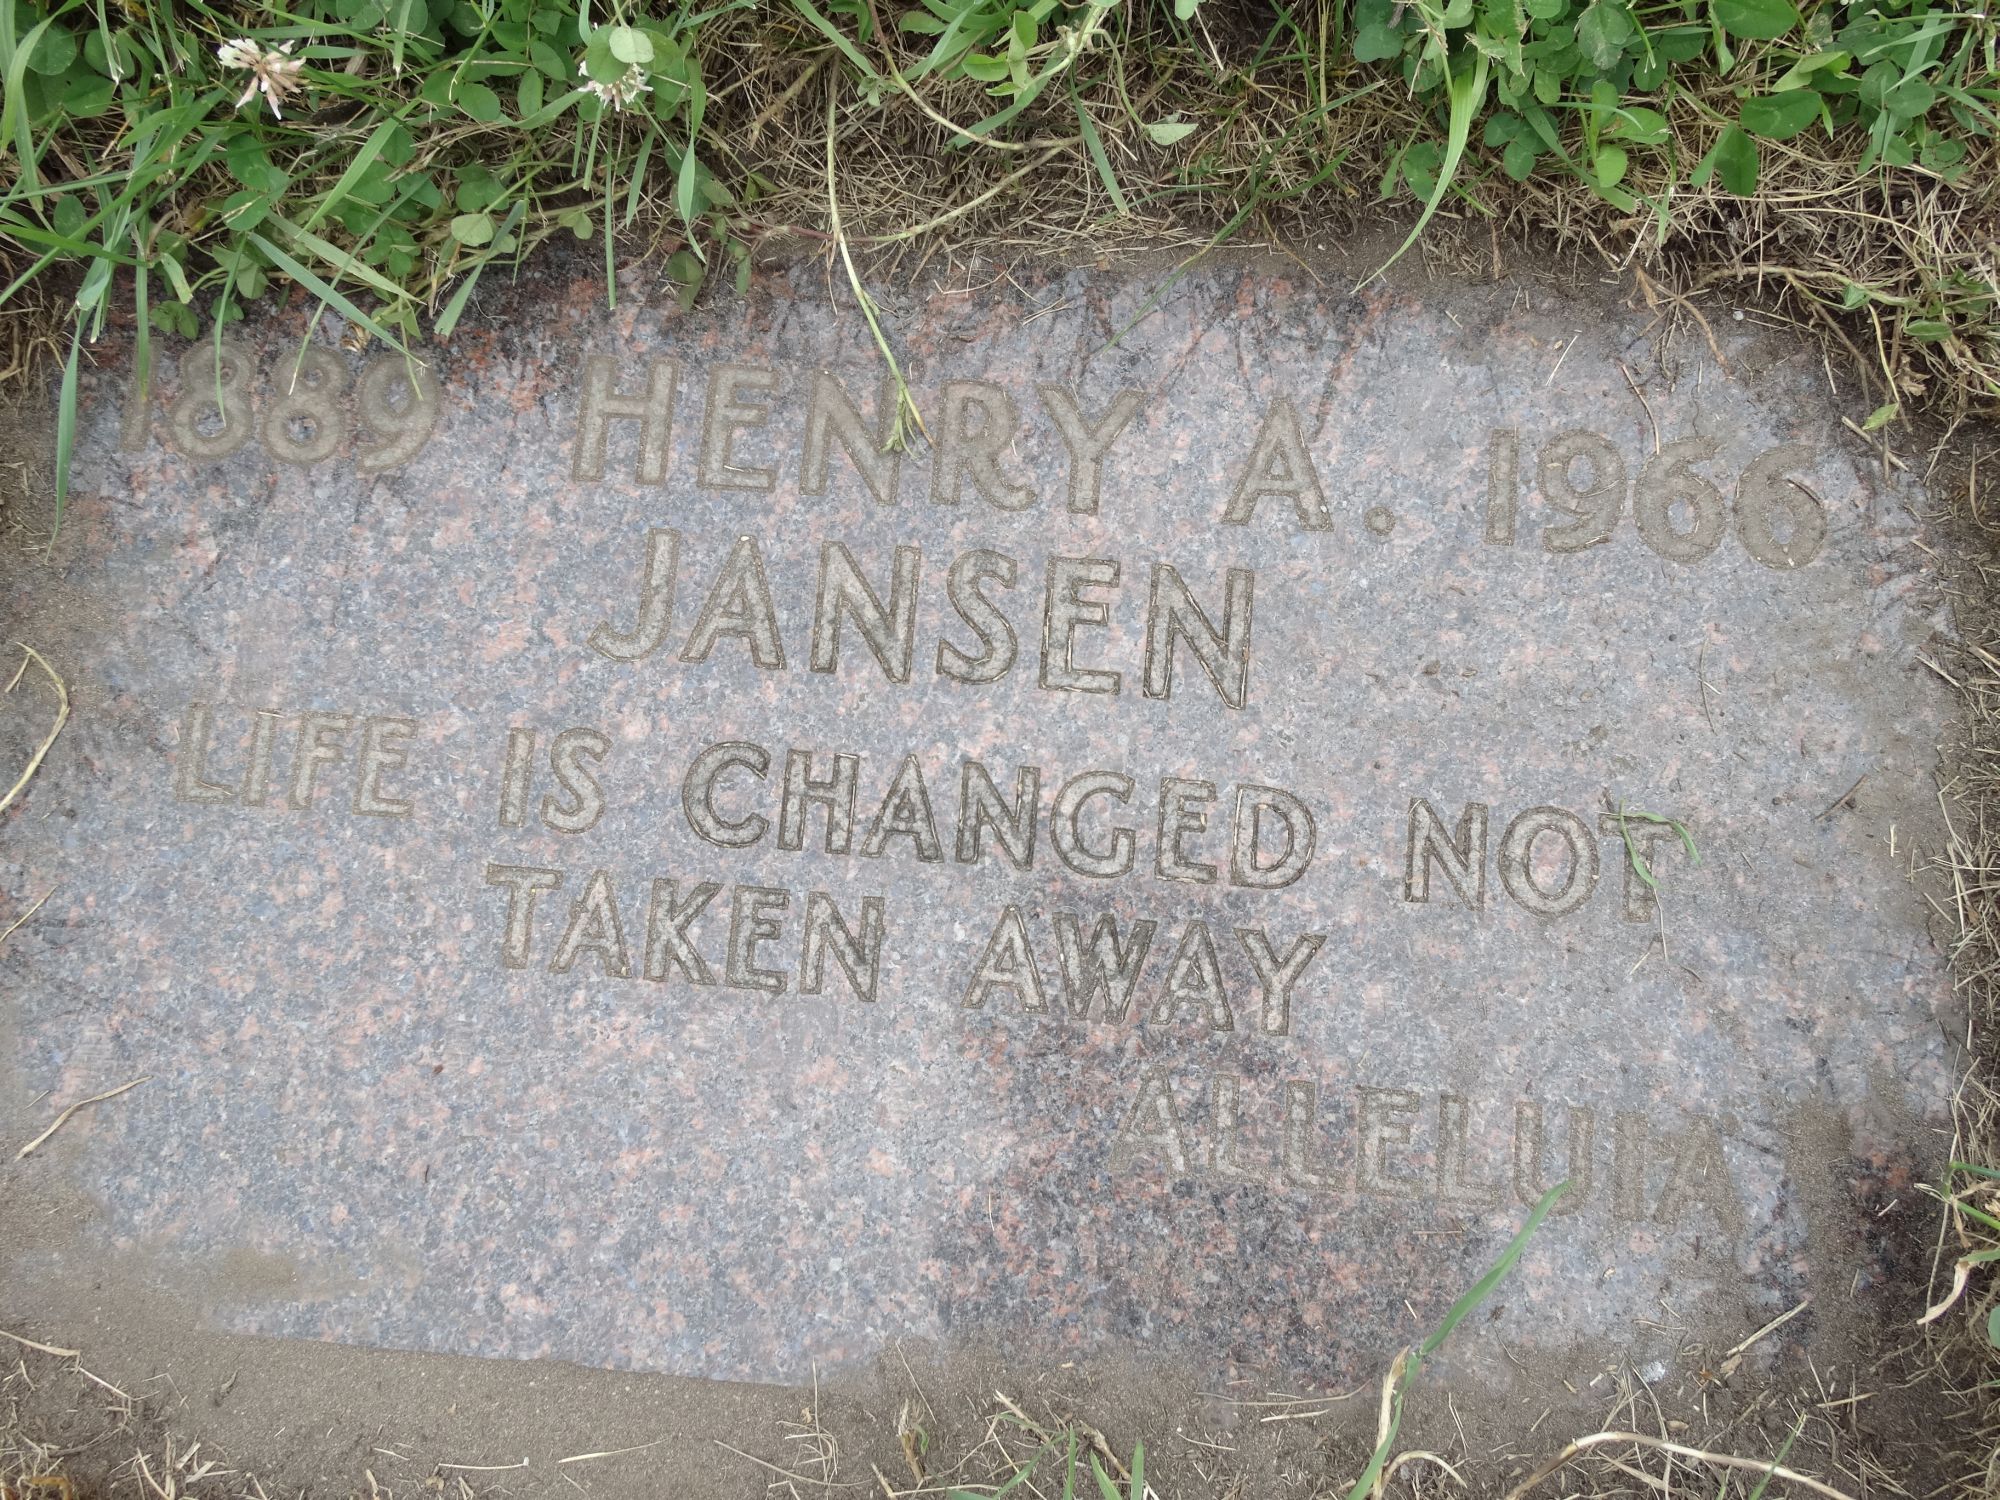 1889 HENRY A. 1966
JANSEN
LIFE IS CHANGED NOT
TAKEN AWAY
ALLELUIA